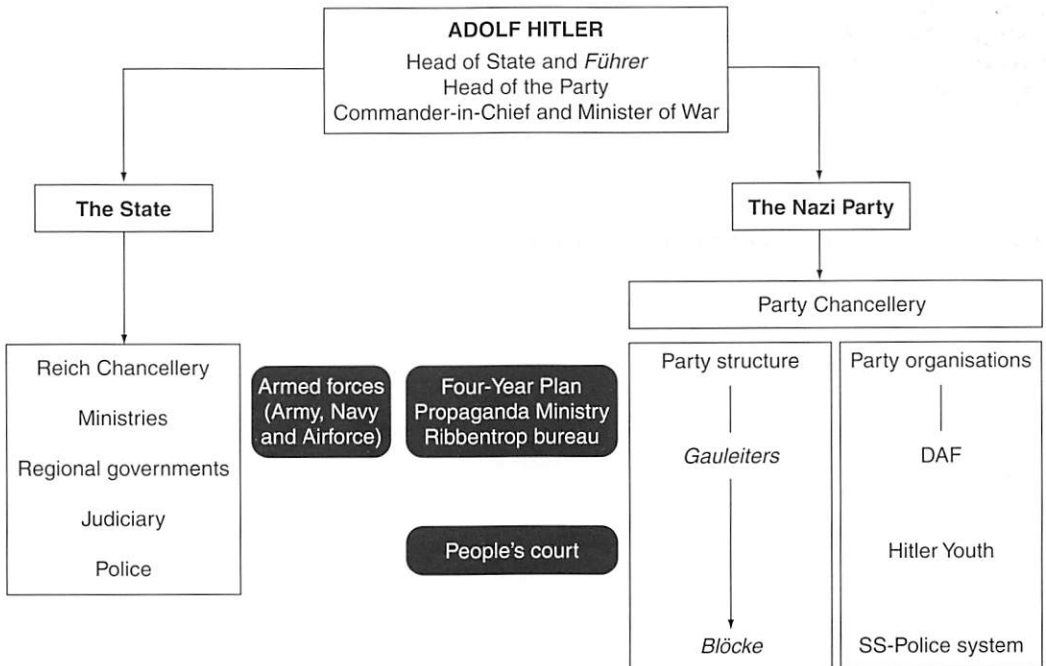 ADOLF HITLER
Head of State and Führer
Head of the Party
Commander-in-Chief and Minister of War
The State
The Nazi Party
Party Chancellery
Reich Chancellery
Ministries
Regional governments
Judiciary
Police
Armed forces
(Army, Navy
and Airforce)
Four-Year Plan
Propaganda Ministry
Ribbentrop bureau
People's court
Party structure
Gauleiters
Blöcke
Party organisations
DAF
Hitler Youth
SS-Police system